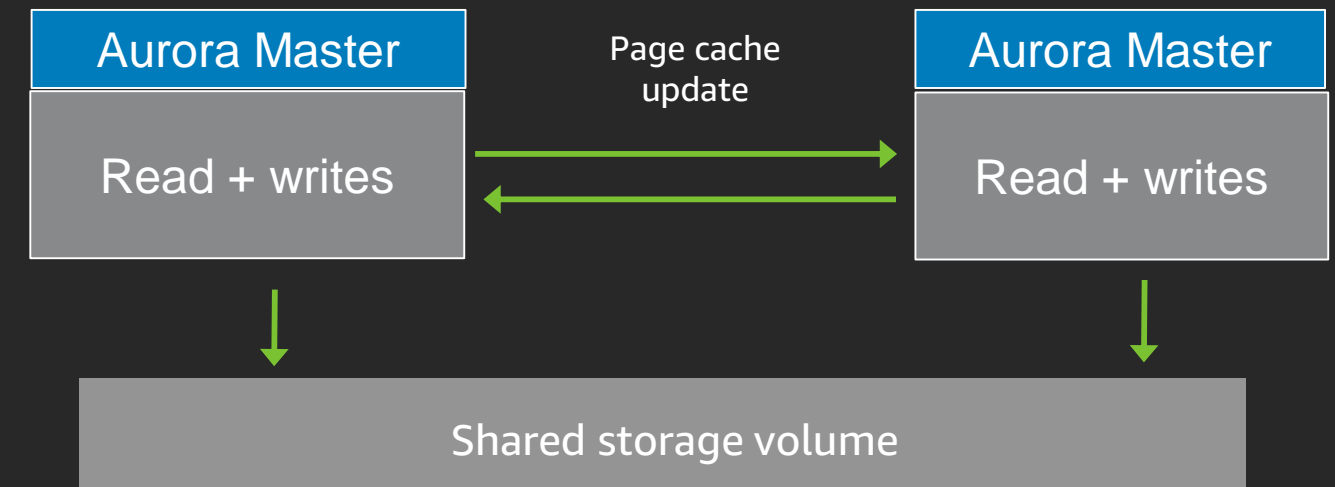 Aurora Master
Page cache
update
Aurora Master
Read + writes
Read + writes
Shared storage volume